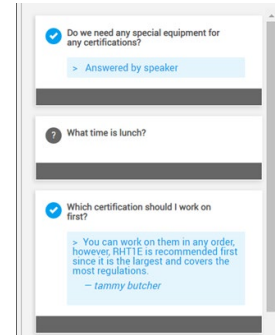 Do we need any special equipment for
any certifications?
> Answered by speaker
? What time is lunch?
Which certification should I work on
first?
> You can work on them in any order,
however, RHT1E is recommended first
since it is the largest and covers the
most regulations.
– tammy butcher